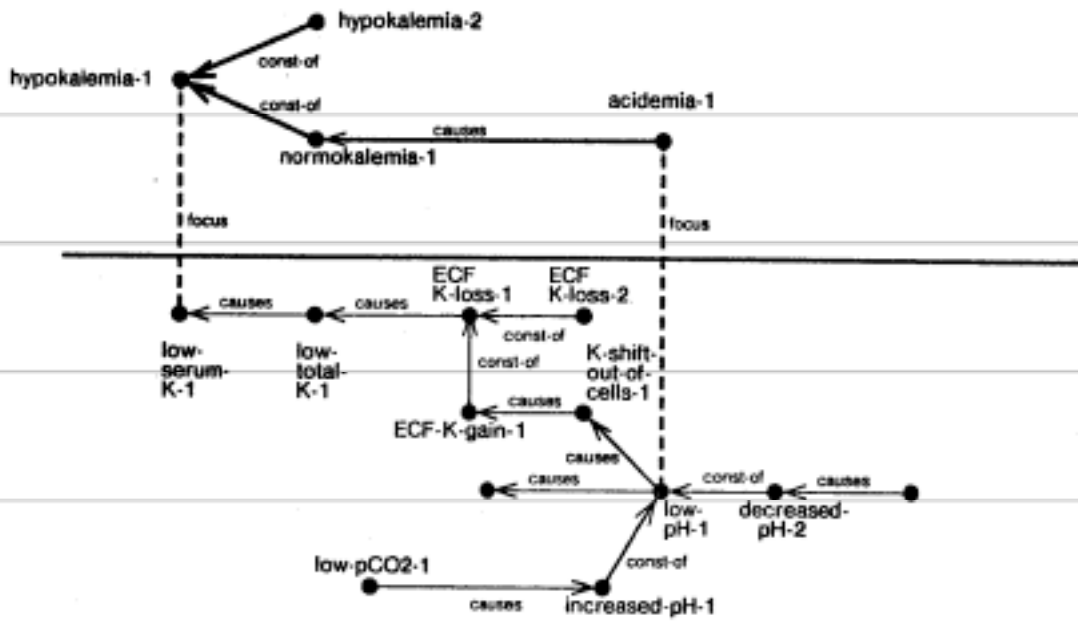 hypokalemia-2
const-of
hypokalemia-1
const-of
acidemia-1
causes
normokalemia-1
focus
focus
ECF
K-loss-1
ECF
K-loss-2
causes
causes
const-of
low-
serum-
K-1
low-
total-
K-1
const-of
K-shift-
out-of-
cells-1
causes
ECF-K-gain-1
causes
causes
const-of
causes
low-
pH-1
decreased-
pH-2
low-pCO2-1
const-of
causes
increased-pH-1